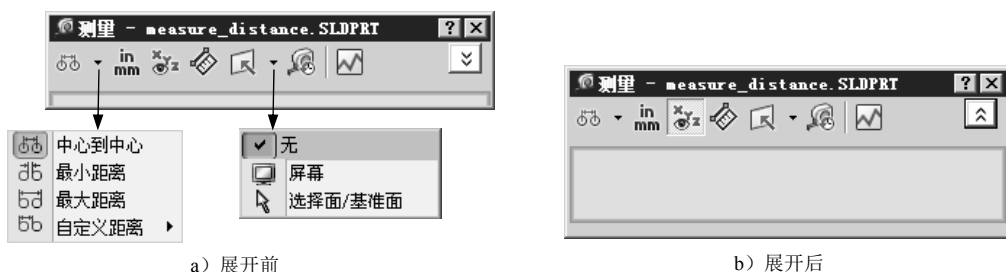 测量 - measure_distance.SLDPRT
in
mm
XYZ
中心到中心
最小距离
最大距离
自定义距离
无
屏幕
选择面/基准面
a）展开前
测量 - measure_distance.SLDPRT
in
mm
XYZ
b）展开后